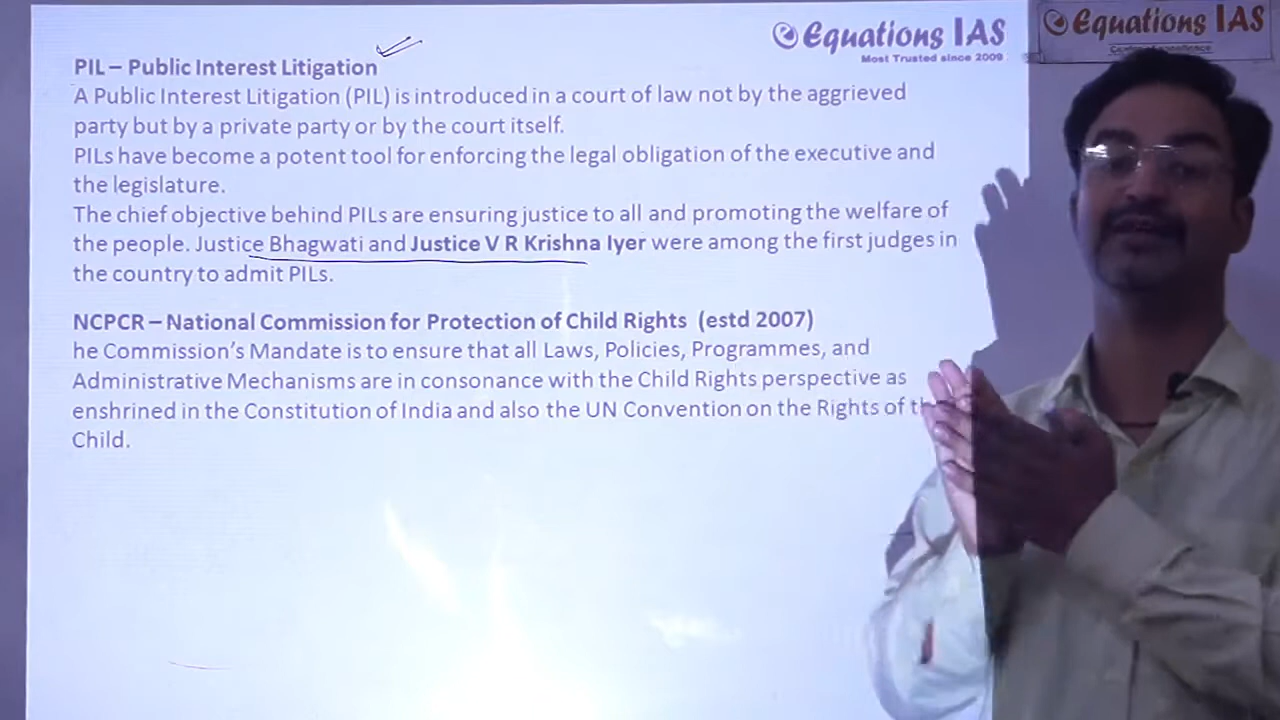 Equations IAS
Most Trusted since 2009
Equations IAS
PIL – Public Interest Litigation
A Public Interest Litigation (PIL) is introduced in a court of law not by the aggrieved
party but by a private party or by the court itself.
PILs have become a potent tool for enforcing the legal obligation of the executive and
the legislature.
The chief objective behind PILs are ensuring justice to all and promoting the welfare of
the people. Justice Bhagwati and Justice V R Krishna Iyer were among the first judges in
the country to admit PILs.
NCPCR – National Commission for Protection of Child Rights (estd 2007)
he Commission's Mandate is to ensure that all Laws, Policies, Programmes, and
Administrative Mechanisms are in consonance with the Child Rights perspective as
enshrined in the Constitution of India and also the UN Convention on the Rights of th
Child.